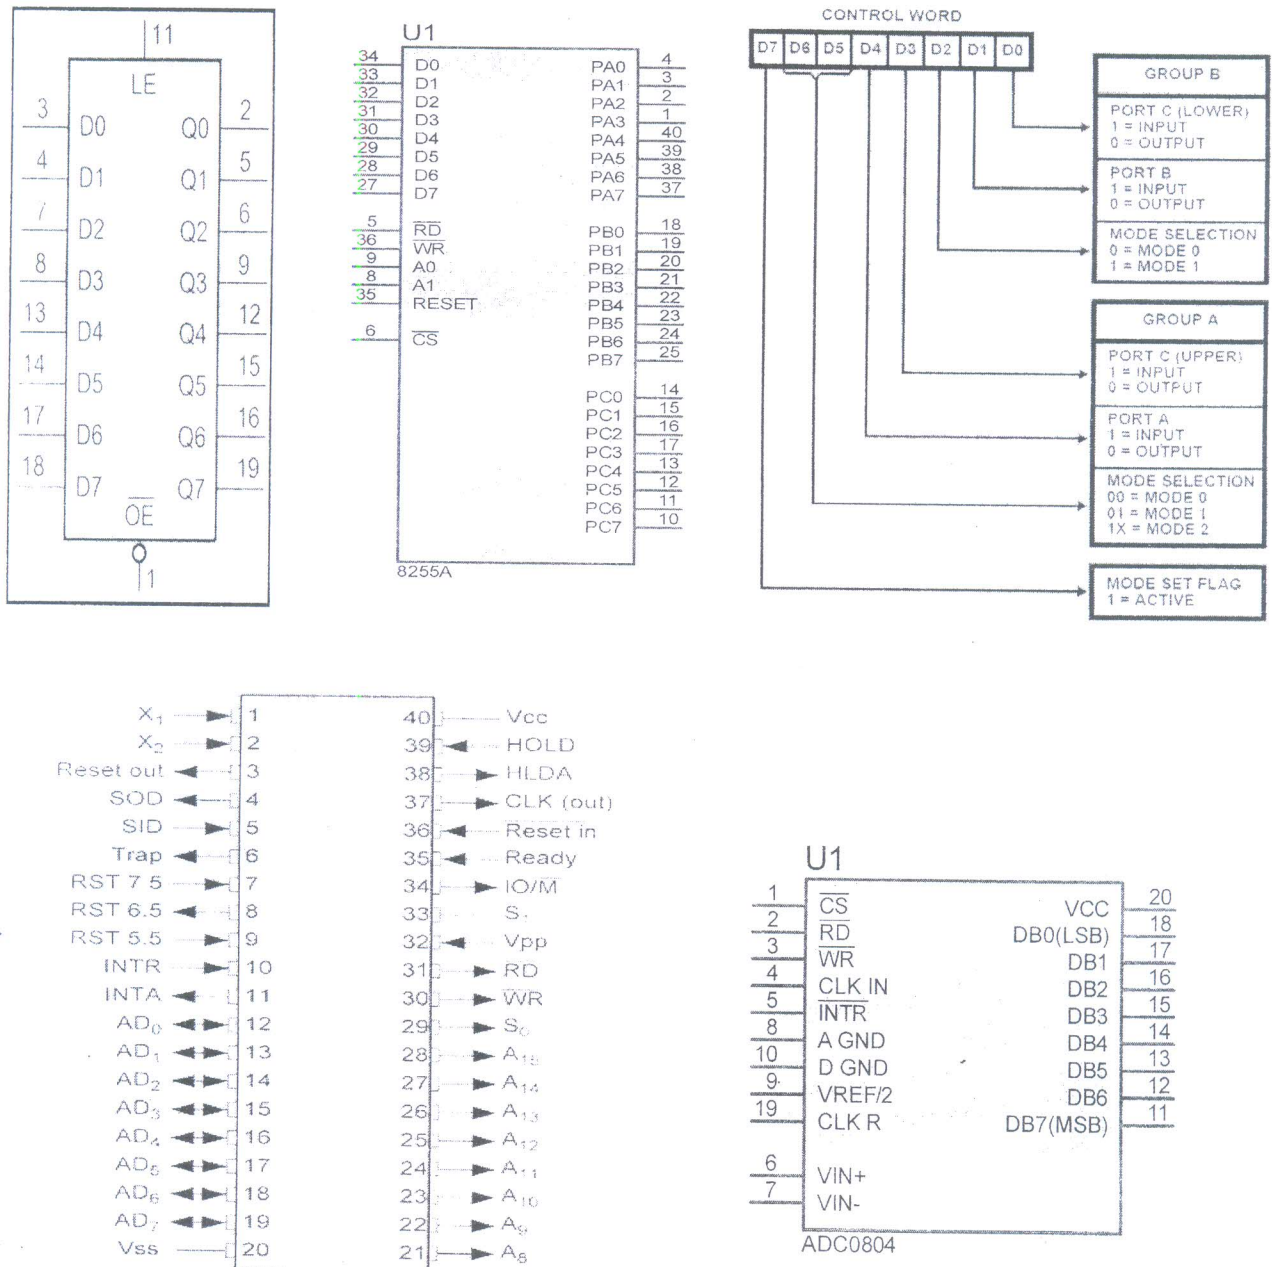 11
LE
3 D0 Q0 2
4 D1 Q1 5
7 D2 Q2 6
8 D3 Q3 9
13 D4 Q4 12
14 D5 Q5 15
17 D6 Q6 16
18 D7 Q7 19
OE
1
U1
34 D0 PA0 4
33 D1 PA1 3
32 D2 PA2 2
31 D3 PA3 1
30 D4 PA4 40
29 D5 PA5 39
28 D6 PA6 38
27 D7 PA7 37
5 RD PB0 18
36 WR PB1 19
9 A0 PB2 20
8 A1 PB3 21
35 RESET PB4 22
PB5 23
6 CS PB6 24
PB7 25
PC0 14
PC1 15
PC2 16
PC3 17
PC4 13
PC5 12
PC6 11
PC7 10
8255A
CONTROL WORD
D7 D6 D5 D4 D3 D2 D1 D0
GROUP B
PORT C (LOWER)
1 = INPUT
0 = OUTPUT
PORT B
1 = INPUT
0 = OUTPUT
MODE SELECTION
0 = MODE 0
1 = MODE 1
GROUP A
PORT C (UPPER)
1 = INPUT
0 = OUTPUT
PORT A
1 = INPUT
0 = OUTPUT
MODE SELECTION
00 = MODE 0
01 = MODE 1
1X = MODE 2
MODE SET FLAG
1 = ACTIVE
X1 1 40 Vcc
X2 2 39 HOLD
Reset out 3 38 HLDA
SOD 4 37 CLK (out)
SID 5 36 Reset in
Trap 6 35 Ready
RST 7 5 7 34 IO/M
RST 6.5 8 33 S1
RST 5.5 9 32 Vpp
INTR 10 31 RD
INTA 11 30 WR
AD0 12 29 S0
AD1 13 28 A15
AD2 14 27 A14
AD3 15 26 A13
AD4 16 25 A12
AD5 17 24 A11
AD6 18 23 A10
AD7 19 22 A9
Vss 20 21 A8
U1
1 CS VCC 20
2 RD DB0(LSB) 18
3 WR DB1 17
4 CLK IN DB2 16
5 INTR DB3 15
8 A GND DB4 14
10 D GND DB5 13
9 VREF/2 DB6 12
19 CLK R DB7(MSB) 11
6 VIN+
7 VIN-
ADC0804